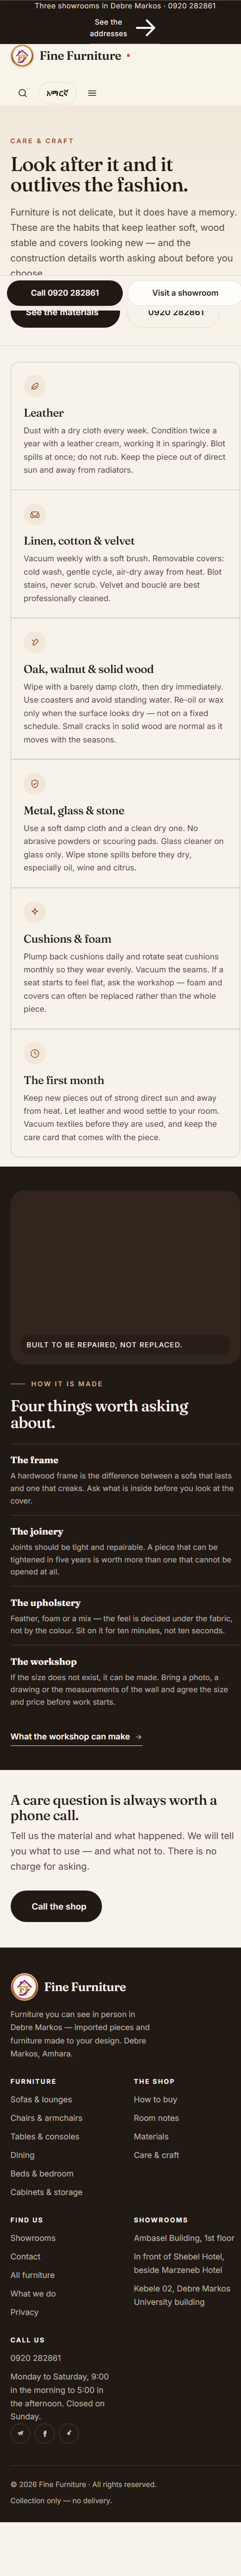 Three showrooms in Debre Markos · 0920 282861
See the
addresses
Fine Furniture
አማርኛ
CARE & CRAFT
Look after it and it
outlives the fashion.
Furniture is not delicate, but it does have a memory.
These are the habits that keep leather soft, wood
stable and covers looking new — and the
construction details worth asking about before you
choose.
Call 0920 282861
Visit a showroom
See the materials
0920 282861
Leather
Dust with a dry cloth every week. Condition twice a
year with a leather cream, working it in sparingly. Blot
spills at once; do not rub. Keep the piece out of direct
sun and away from radiators.
Linen, cotton & velvet
Vacuum weekly with a soft brush. Removable covers:
cold wash, gentle cycle, air-dry away from heat. Blot
stains, never scrub. Velvet and bouclé are best
professionally cleaned.
Oak, walnut & solid wood
Wipe with a barely damp cloth, then dry immediately.
Use coasters and avoid standing water. Re-oil or wax
only when the surface looks dry — not on a fixed
schedule. Small cracks in solid wood are normal as it
moves with the seasons.
Metal, glass & stone
Use a soft damp cloth and a clean dry one. No
abrasive powders or scouring pads. Glass cleaner on
glass only. Wipe stone spills before they dry,
especially oil, wine and citrus.
Cushions & foam
Plump back cushions daily and rotate seat cushions
monthly so they wear evenly. Vacuum the seams. If a
seat starts to feel flat, ask the workshop — foam and
covers can often be replaced rather than the whole
piece.
The first month
Keep new pieces out of strong direct sun and away
from heat. Let leather and wood settle to your room.
Vacuum textiles before they are used, and keep the
care card that comes with the piece.
BUILT TO BE REPAIRED, NOT REPLACED.
HOW IT IS MADE
Four things worth asking
about.
The frame
A hardwood frame is the difference between a sofa that lasts
and one that creaks. Ask what is inside before you look at the
cover.
The joinery
Joints should be tight and repairable. A piece that can be
tightened in five years is worth more than one that cannot be
opened at all.
The upholstery
Feather, foam or a mix — the feel is decided under the fabric,
not by the colour. Sit on it for ten minutes, not ten seconds.
The workshop
If the size does not exist, it can be made. Bring a photo, a
drawing or the measurements of the wall and agree the size
and price before work starts.
What the workshop can make
A care question is always worth a
phone call.
Tell us the material and what happened. We will tell
you what to use — and what not to. There is no
charge for asking.
Call the shop
Fine Furniture
Furniture you can see in person in
Debre Markos — imported pieces and
furniture made to your design. Debre
Markos, Amhara.
FURNITURE
Sofas & lounges
Chairs & armchairs
Tables & consoles
Dining
Beds & bedroom
Cabinets & storage
THE SHOP
How to buy
Room notes
Materials
Care & craft
FIND US
Showrooms
Contact
All furniture
What we do
Privacy
SHOWROOMS
Ambasel Building, 1st floor
In front of Shebel Hotel,
beside Marzeneb Hotel
Kebele 02, Debre Markos
University building
CALL US
0920 282861
Monday to Saturday, 9:00
in the morning to 5:00 in
the afternoon. Closed on
Sunday.
© 2026 Fine Furniture · All rights reserved.
Collection only — no delivery.